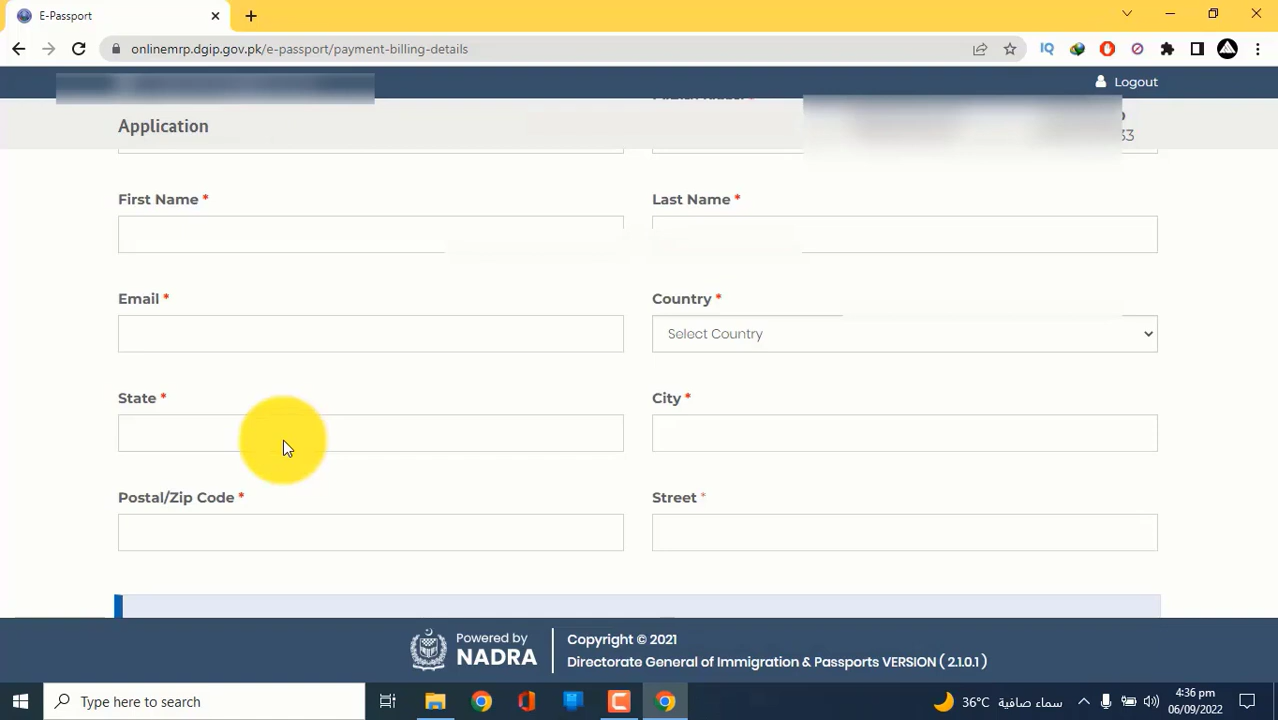 E-Passport
onlinemrp.dgip.gov.pk/e-passport/payment-billing-details
IQ
Logout
Application
33
First Name *
Last Name *
Email *
Country *
Select Country
State *
City *
Postal/Zip Code *
Street *
Powered by
NADRA
Copyright © 2021
Directorate General of Immigration & Passports VERSION ( 2.1.0.1 )
Type here to search
36°C سماء صافية
4:36 pm
06/09/2022